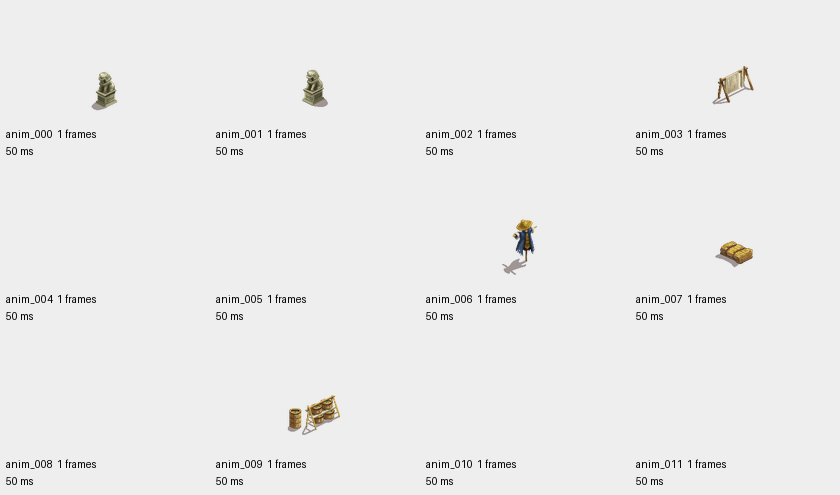 anim_000 1 frames
50 ms
anim_001 1 frames
50 ms
anim_002 1 frames
50 ms
anim_003 1 frames
50 ms
anim_004 1 frames
50 ms
anim_005 1 frames
50 ms
anim_006 1 frames
50 ms
anim_007 1 frames
50 ms
anim_008 1 frames
50 ms
anim_009 1 frames
50 ms
anim_010 1 frames
50 ms
anim_011 1 frames
50 ms